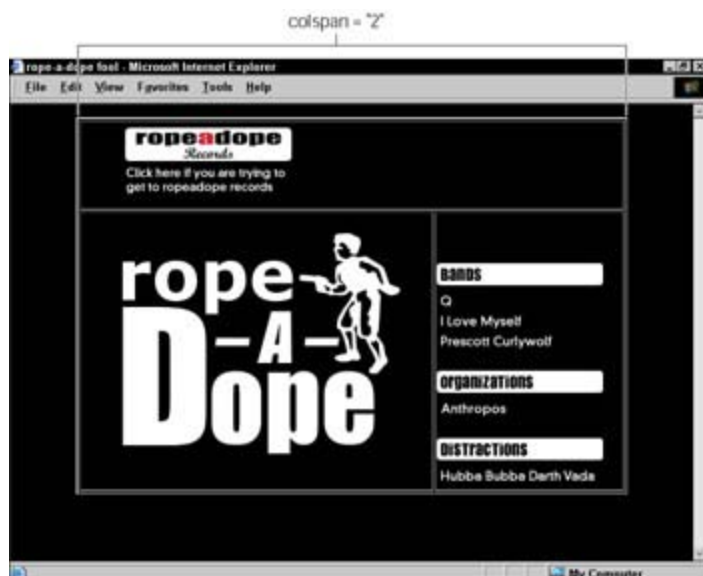 colspan = "2"
rope-a-dope fool - Microsoft Internet Explorer
File Edit View Favorites Tools Help
ropeadope
Records
Click here if you are trying to
get to ropeadope records
rope
-A-
Dope
BANDS
Q
I Love Myself
Prescott Curlywolf
organizations
Anthropos
Distractions
Hubba Bubba Darth Vada
My Computer